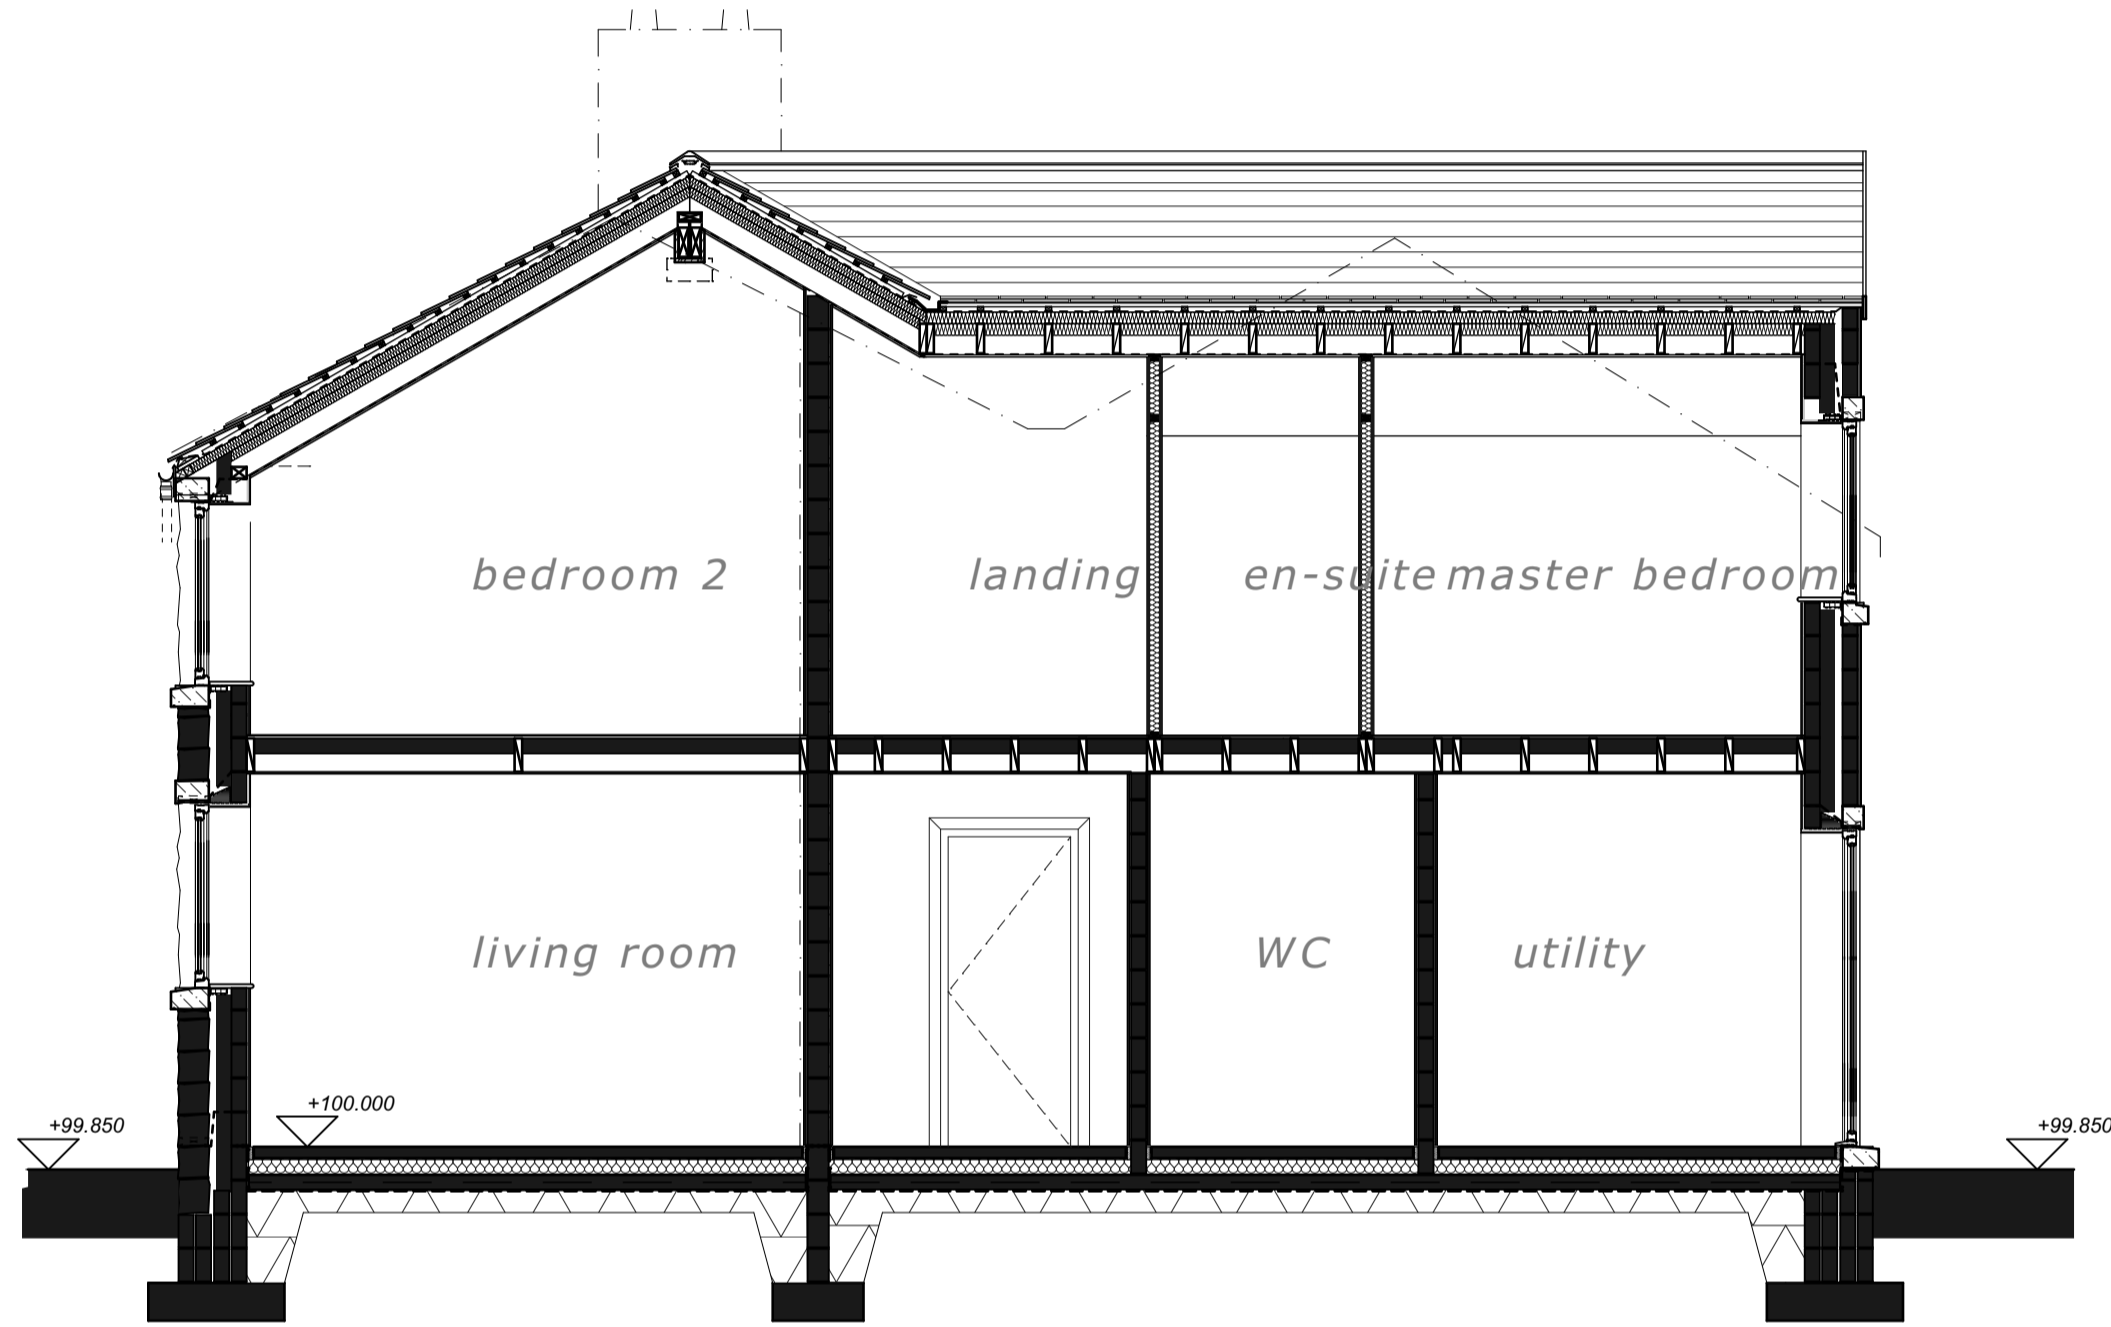 bedroom 2
landing
en-suite
master bedroom
living room
WC
utility
+100.000
+99.850
+99.850